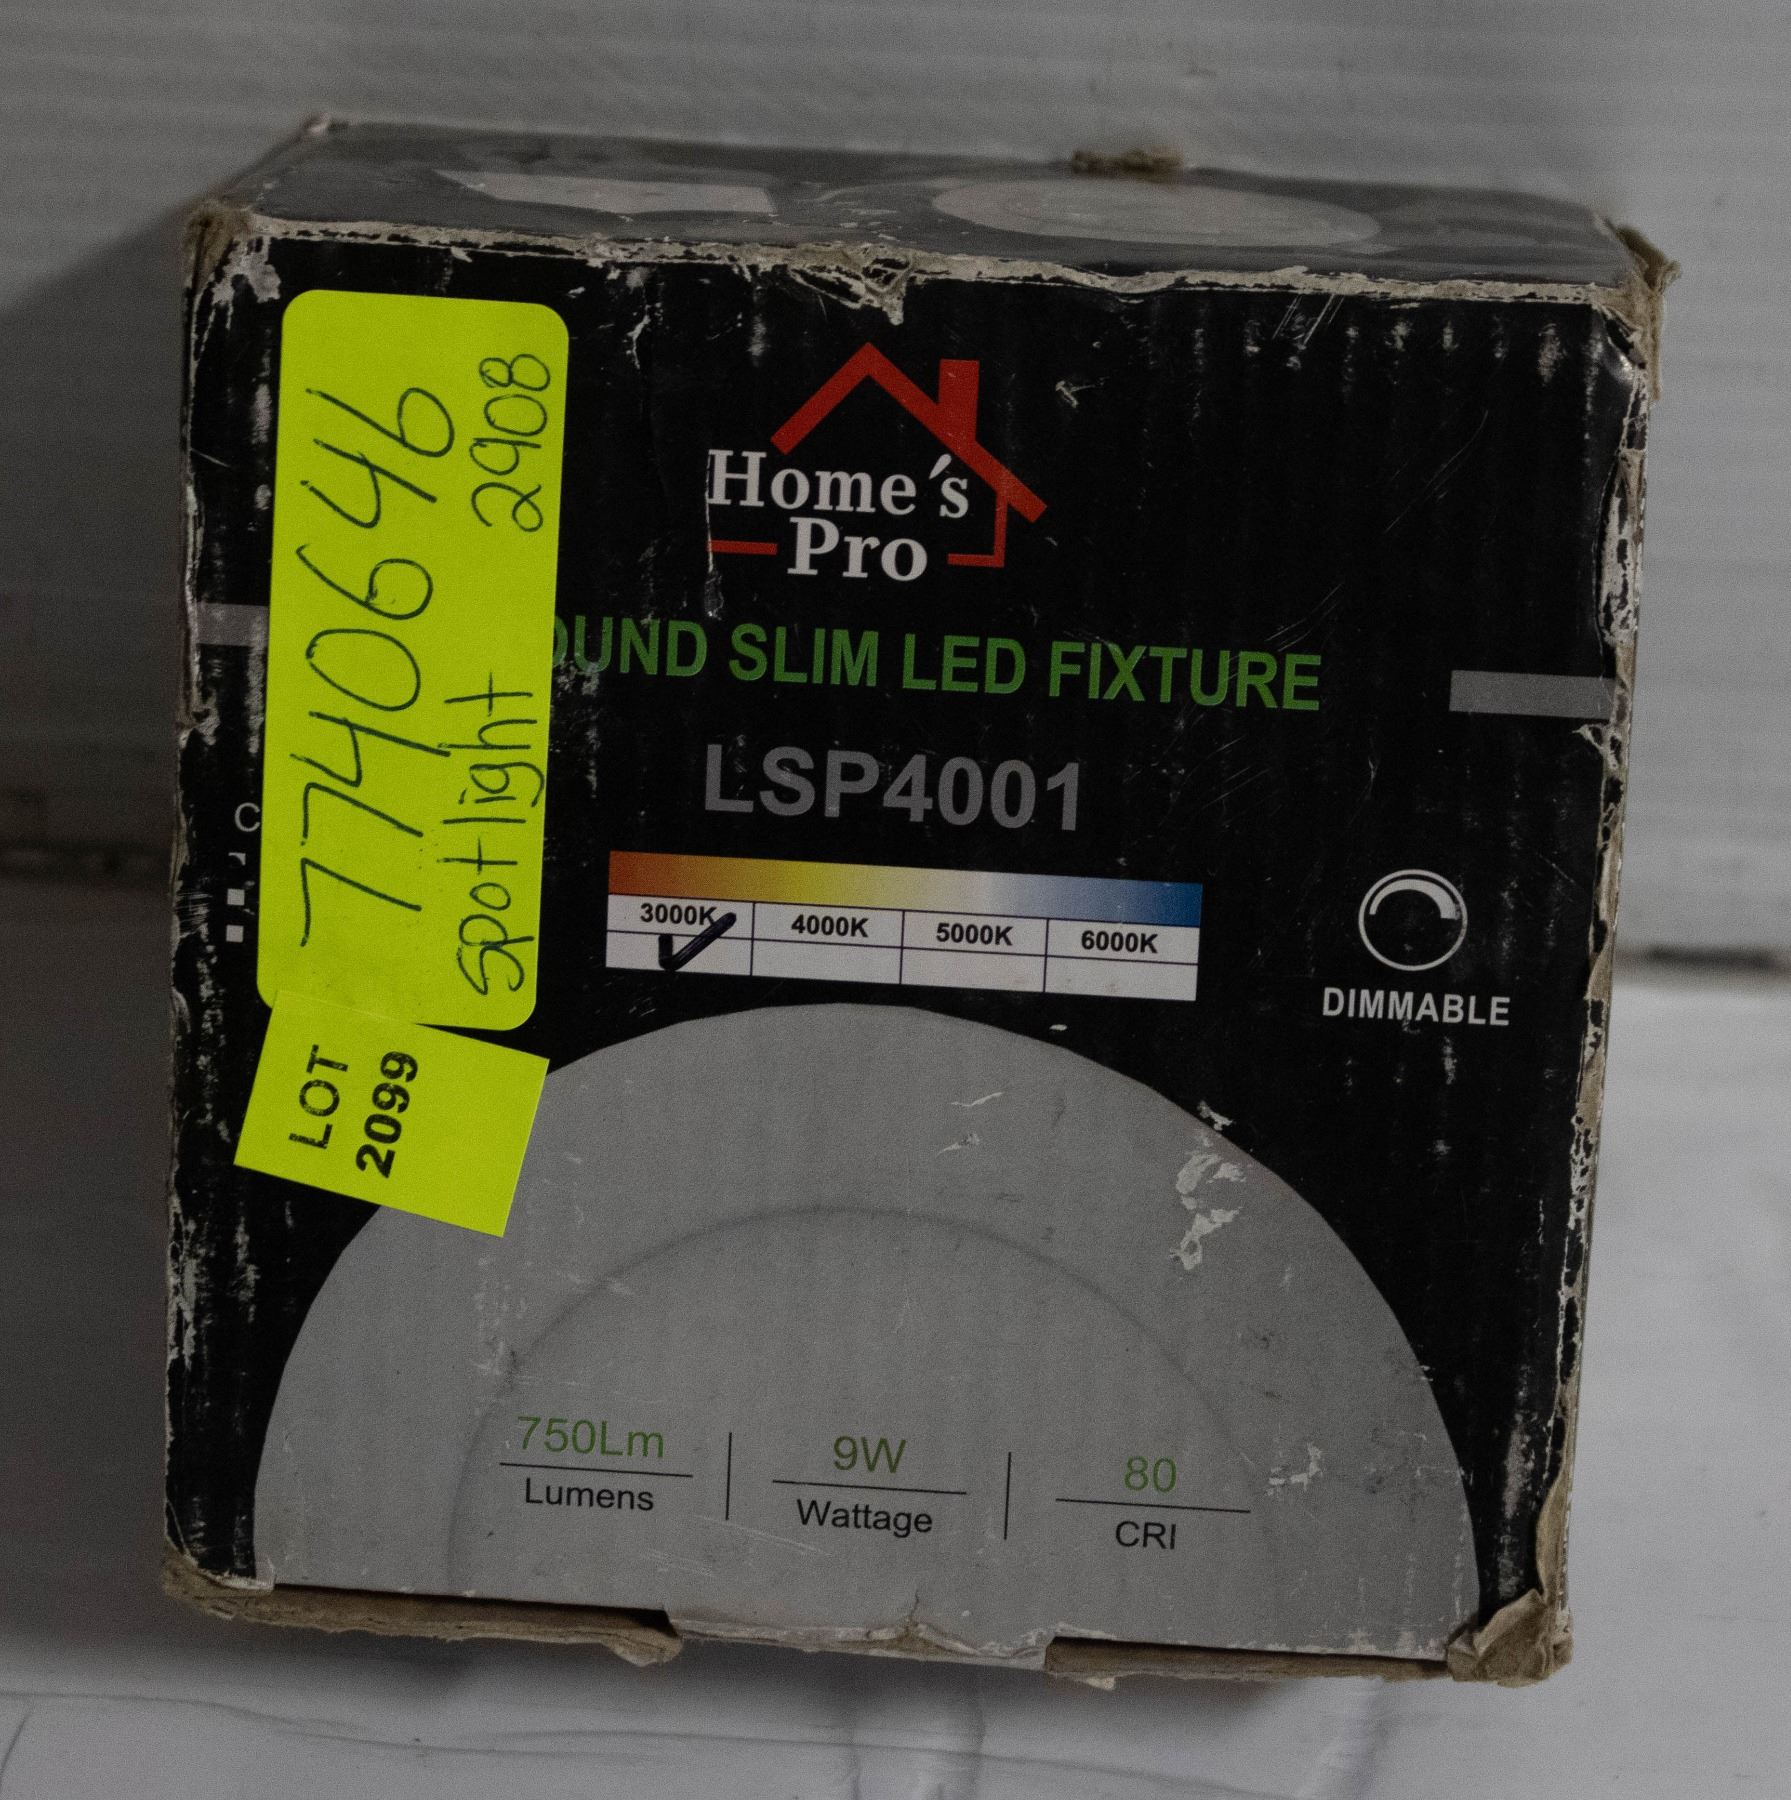 Home's
Pro
OUND SLIM LED FIXTURE
LSP4001
3000K 4000K 5000K 6000K
DIMMABLE
C
7740646
2908
spotlight
LOT
2099
750Lm
Lumens
9W
Wattage
80
CRI